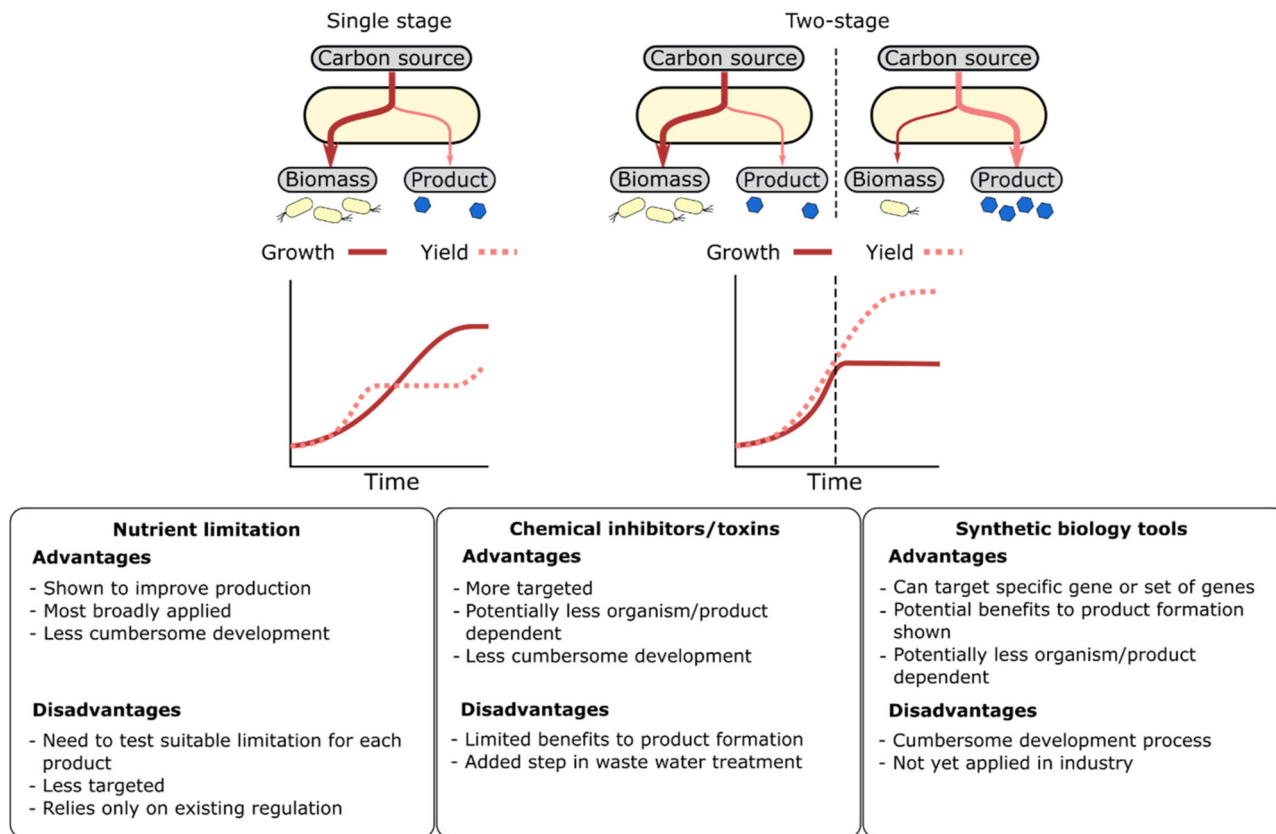 Single stage
Two-stage
Carbon source
Carbon source
Carbon source
Biomass
Product
Biomass
Product
Biomass
Product
Growth
Yield
Growth
Yield
Time
Time
Nutrient limitation
Advantages
- Shown to improve production
- Most broadly applied
- Less cumbersome development
Disadvantages
- Need to test suitable limitation for each
product
- Less targeted
- Relies only on existing regulation
Chemical inhibitors/toxins
Advantages
- More targeted
- Potentially less organism/product
dependent
- Less cumbersome development
Disadvantages
- Limited benefits to product formation
- Added step in waste water treatment
Synthetic biology tools
Advantages
- Can target specific gene or set of genes
- Potential benefits to product formation
shown
- Potentially less organism/product
dependent
Disadvantages
- Cumbersome development process
- Not yet applied in industry